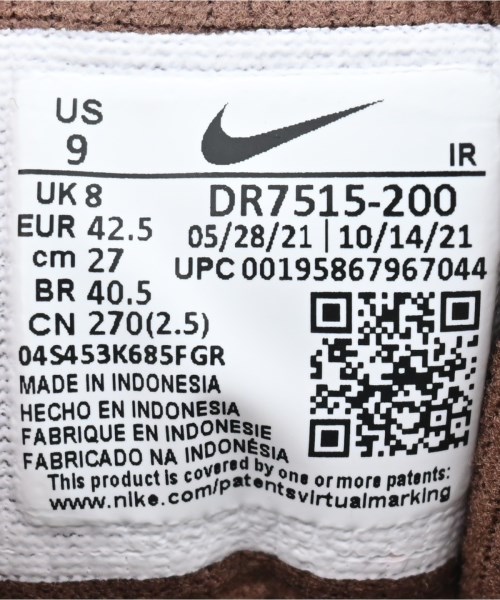 US
9
IR
UK 8
EUR 42.5
cm 27
BR 40.5
CN 270(2.5)
DR7515-200
05/28/21 | 10/14/21
UPC 00195867967044
04S453K685FGR
MADE IN INDONESIA
HECHO EN INDONESIA
FABRIQUE EN INDONESIE
FABRICADO NA INDONÉSIA
This product is covered by one or more patents:
www.nike.com/patentsvirtualmarking